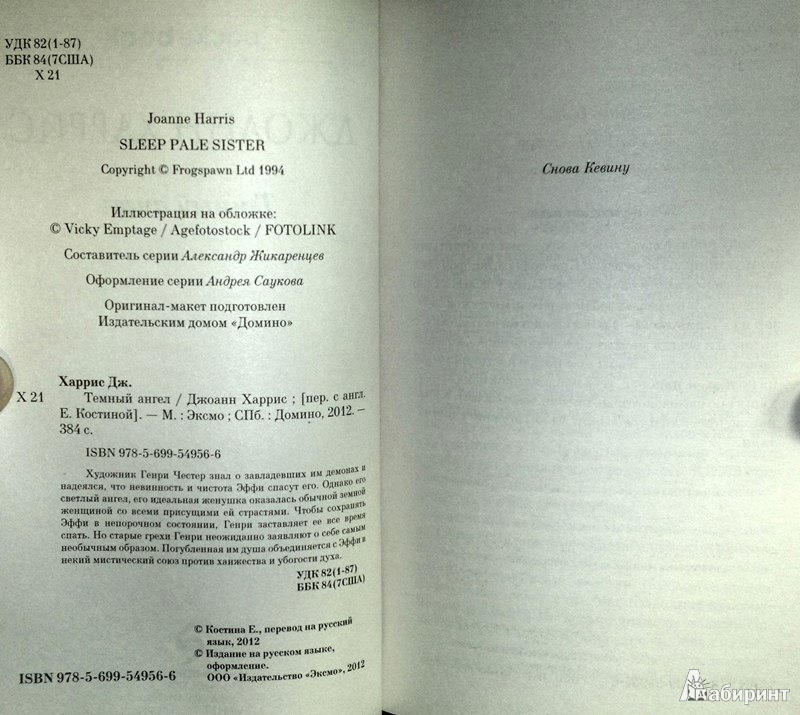 УДК 82(1-87)
ББК 84(7США)
Х 21
Joanne Harris
SLEEP PALE SISTER
Copyright © Frogspawn Ltd 1994
Иллюстрация на обложке:
© Vicky Emptage / Agefotostock / FOTOLINK
Составитель серии Александр Жикаренцев
Оформление серии Андрея Саукова
Оригинал-макет подготовлен
Издательским домом «Домино»
Харрис Дж.
Х 21 Темный ангел / Джоанн Харрис ; [пер. с англ.
Е. Костиной]. — М. : Эксмо ; СПб. : Домино, 2012. —
384 с.
ISBN 978-5-699-54956-6
Художник Генри Честер знал о завладевших им демонах и
надеялся, что невинность и чистота Эффи спасут его. Однако его
светлый ангел, его идеальная женушка оказалась обычной земной
женщиной со всеми присущими ей страстями. Чтобы сохранять
Эффи в непорочном состоянии, Генри заставляет ее все время
спать. Но старые грехи Генри неожиданно заявляют о себе самым
необычным образом. Погубленная им душа объединяется с Эффи в
некий мистический союз против ханжества и убогости духа.
УДК 82(1-87)
ББК 84(7США)
© Костина Е., перевод на русский
язык, 2012
© Издание на русском языке,
оформление.
ООО «Издательство «Эксмо», 2012
ISBN 978-5-699-54956-6
Снова Кевину
Лабиринт